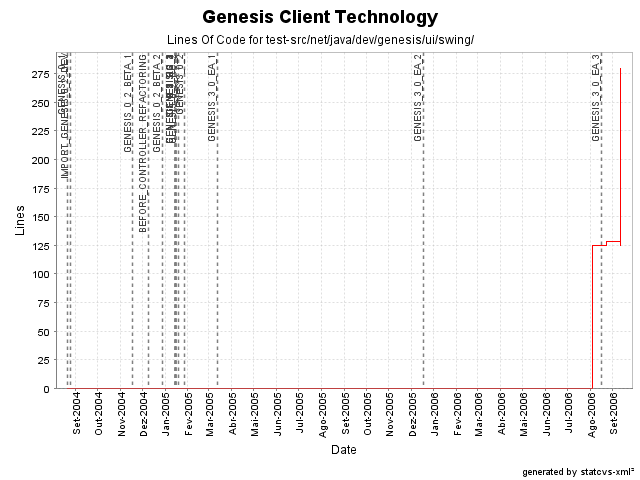 Genesis Client Technology
Lines Of Code for test-src/net/java/dev/genesis/ui/swing/
Lines
275
250
225
200
175
150
125
100
75
50
25
0
GENESIS_0_2_BETA_1
BEFORE_CONTROLLER_REFACTORING
GENESIS_0_2_BETA_2
GENESIS_3_0_EA_1
GENESIS_3_0_EA_2
GENESIS_3_0_EA_3
Set-2004
Out-2004
Nov-2004
Dez-2004
Jan-2005
Fev-2005
Mar-2005
Abr-2005
Mai-2005
Jun-2005
Jul-2005
Ago-2005
Set-2005
Out-2005
Nov-2005
Dez-2005
Jan-2006
Fev-2006
Mar-2006
Abr-2006
Mai-2006
Jun-2006
Jul-2006
Ago-2006
Set-2006
Date
generated by statcvs-xml²